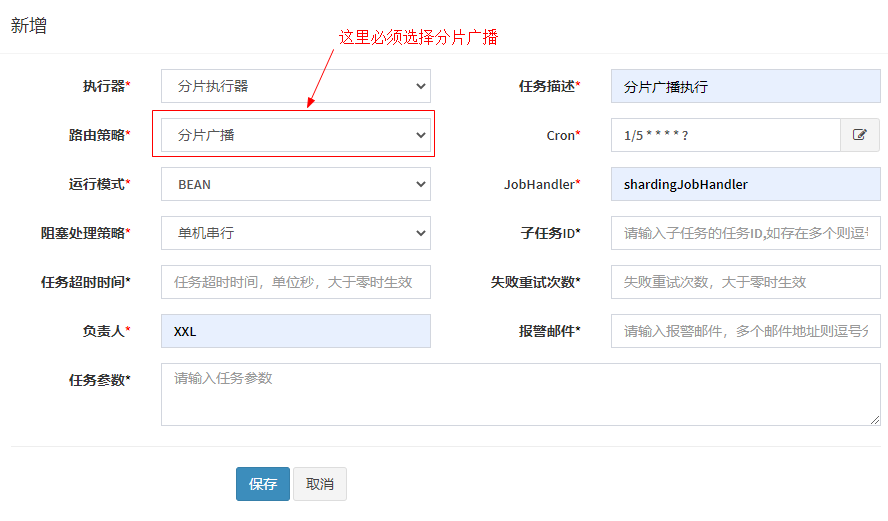 新增
这里必须选择分片广播
执行器* 分片执行器 任务描述* 分片广播执行
路由策略* 分片广播 Cron* 1/5 * * * * ?
运行模式* BEAN JobHandler* shardingJobHandler
阻塞处理策略* 单机串行 子任务ID* 请输入子任务的任务ID,如存在多个则逗
任务超时时间* 任务超时时间，单位秒，大于零时生效 失败重试次数* 失败重试次数，大于零时生效
负责人* XXL 报警邮件* 请输入报警邮件，多个邮件地址则逗号
任务参数* 请输入任务参数
保存 取消